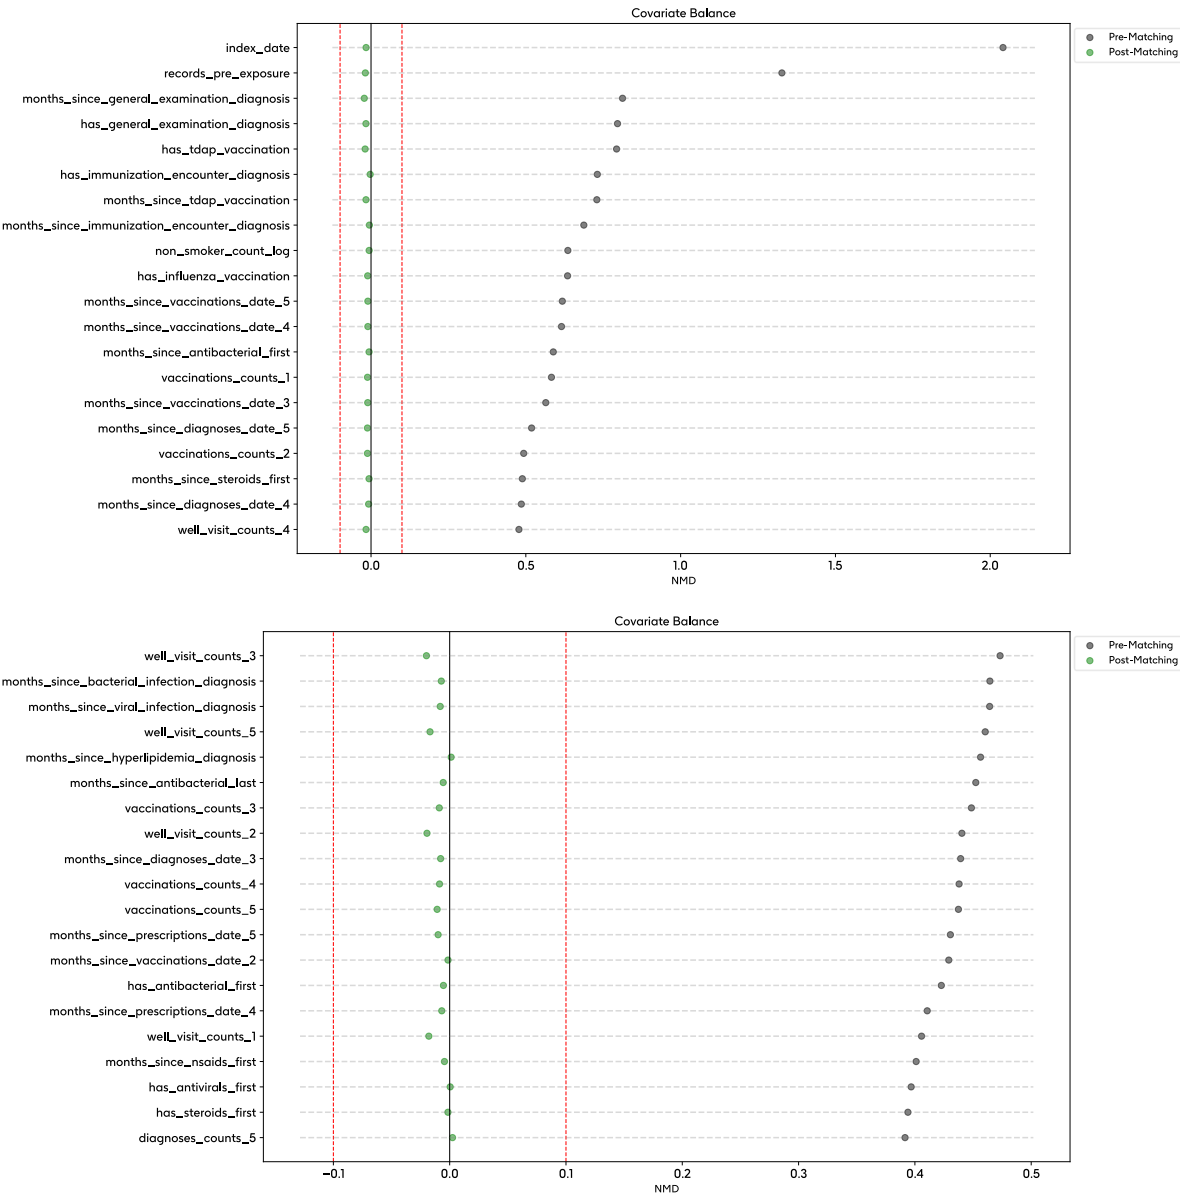 Covariate Balance
Pre-Matching
Post-Matching
index_date
records_pre_exposure
months_since_general_examination_diagnosis
has_general_examination_diagnosis
has_tdap_vaccination
has_immunization_encounter_diagnosis
months_since_tdap_vaccination
months_since_immunization_encounter_diagnosis
non_smoker_count_log
has_influenza_vaccination
months_since_vaccinations_date_5
months_since_vaccinations_date_4
months_since_antibacterial_first
vaccinations_counts_1
months_since_vaccinations_date_3
months_since_diagnoses_date_5
vaccinations_counts_2
months_since_steroids_first
months_since_diagnoses_date_4
well_visit_counts_4
0.0 0.5 1.0 1.5 2.0
NMD
Covariate Balance
Pre-Matching
Post-Matching
well_visit_counts_3
months_since_bacterial_infection_diagnosis
months_since_viral_infection_diagnosis
well_visit_counts_5
months_since_hyperlipidemia_diagnosis
months_since_antibacterial_last
vaccinations_counts_3
well_visit_counts_2
months_since_diagnoses_date_3
vaccinations_counts_4
vaccinations_counts_5
months_since_prescriptions_date_5
months_since_vaccinations_date_2
has_antibacterial_first
months_since_prescriptions_date_4
well_visit_counts_1
months_since_nsaids_first
has_antivirals_first
has_steroids_first
diagnoses_counts_5
−0.1 0.0 0.1 0.2 0.3 0.4 0.5
NMD